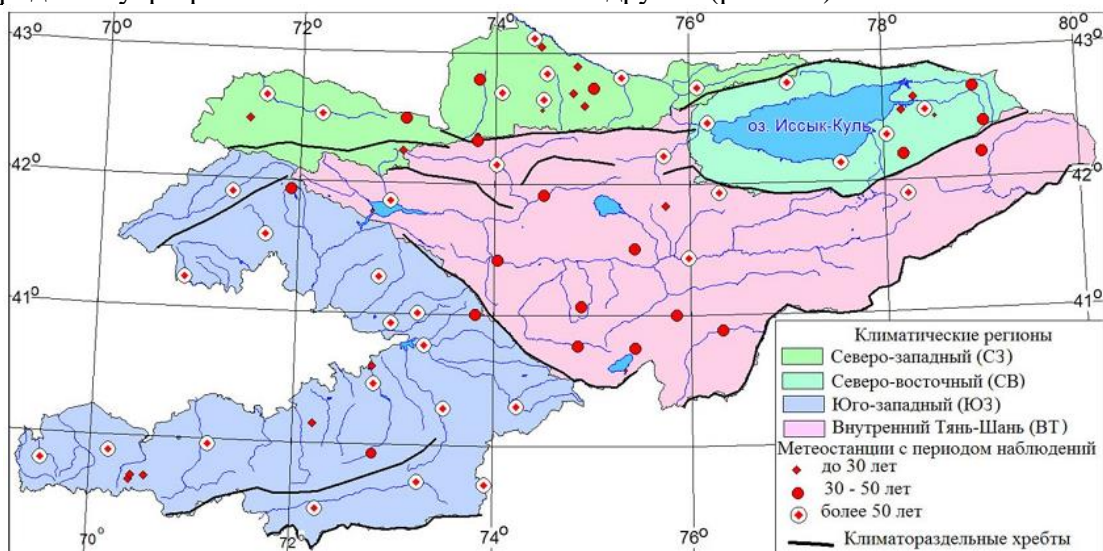 70° 72° 74° 76° 78° 80°
43° 43°
42° 42°
41° 41°
оз. Иссык-Куль
Климатические регионы
Северо-западный (СЗ)
Северо-восточный (СВ)
Юго-западный (ЮЗ)
Внутренний Тянь-Шань (ВТ)
Метеостанции с периодом наблюдений
до 30 лет
30 - 50 лет
более 50 лет
Климатораздельные хребты
70° 72° 74° 76°